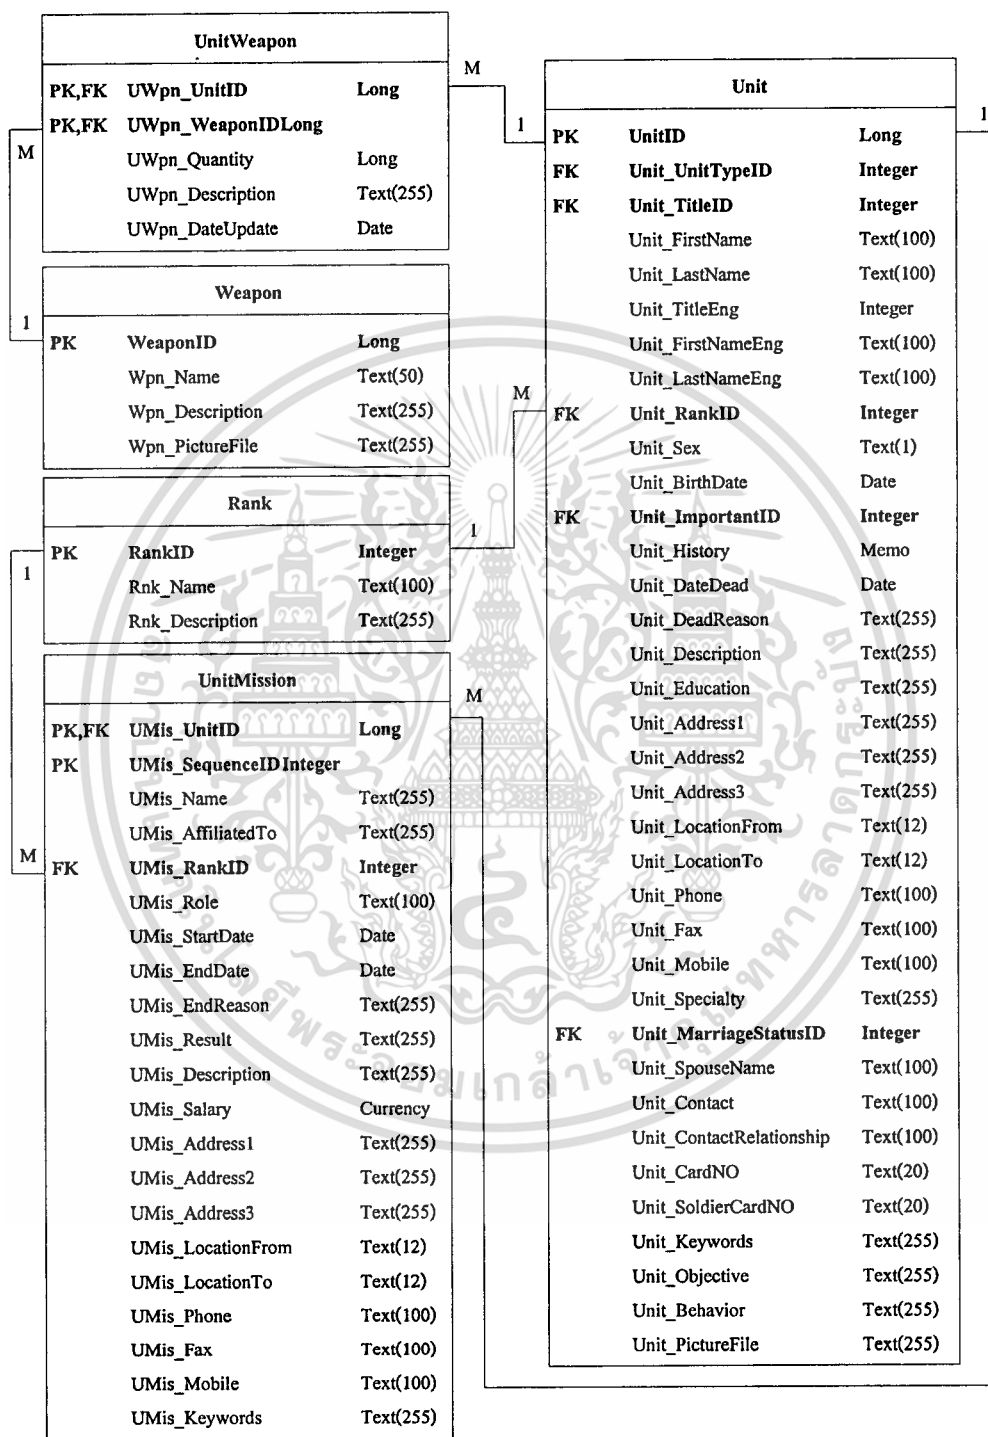 UnitWeapon
PK,FK UWpn_UnitID Long
PK,FK UWpn_WeaponIDLong
UWpn_Quantity Long
UWpn_Description Text(255)
UWpn_DateUpdate Date
M
1
M
1
Weapon
PK WeaponID Long
Wpn_Name Text(50)
Wpn_Description Text(255)
Wpn_PictureFile Text(255)
Rank
PK RankID Integer
Rnk_Name Text(100)
Rnk_Description Text(255)
1
M
1
M
UnitMission
PK,FK UMis_UnitID Long
PK UMis_SequenceID Integer
UMis_Name Text(255)
UMis_AffiliatedTo Text(255)
FK UMis_RankID Integer
UMis_Role Text(100)
UMis_StartDate Date
UMis_EndDate Date
UMis_EndReason Text(255)
UMis_Result Text(255)
UMis_Description Text(255)
UMis_Salary Currency
UMis_Address1 Text(255)
UMis_Address2 Text(255)
UMis_Address3 Text(255)
UMis_LocationFrom Text(12)
UMis_LocationTo Text(12)
UMis_Phone Text(100)
UMis_Fax Text(100)
UMis_Mobile Text(100)
UMis_Keywords Text(255)
M
1
Unit
PK UnitID Long
FK Unit_UnitTypeID Integer
FK Unit_TitleID Integer
Unit_FirstName Text(100)
Unit_LastName Text(100)
Unit_TitleEng Integer
Unit_FirstNameEng Text(100)
Unit_LastNameEng Text(100)
FK Unit_RankID Integer
Unit_Sex Text(1)
Unit_BirthDate Date
FK Unit_ImportantID Integer
Unit_History Memo
Unit_DateDead Date
Unit_DeadReason Text(255)
Unit_Description Text(255)
Unit_Education Text(255)
Unit_Address1 Text(255)
Unit_Address2 Text(255)
Unit_Address3 Text(255)
Unit_LocationFrom Text(12)
Unit_LocationTo Text(12)
Unit_Phone Text(100)
Unit_Fax Text(100)
Unit_Mobile Text(100)
Unit_Specialty Text(255)
FK Unit_MarriageStatusID Integer
Unit_SpouseName Text(100)
Unit_Contact Text(100)
Unit_ContactRelationship Text(100)
Unit_CardNO Text(20)
Unit_SoldierCardNO Text(20)
Unit_Keywords Text(255)
Unit_Objective Text(255)
Unit_Behavior Text(255)
Unit_PictureFile Text(255)